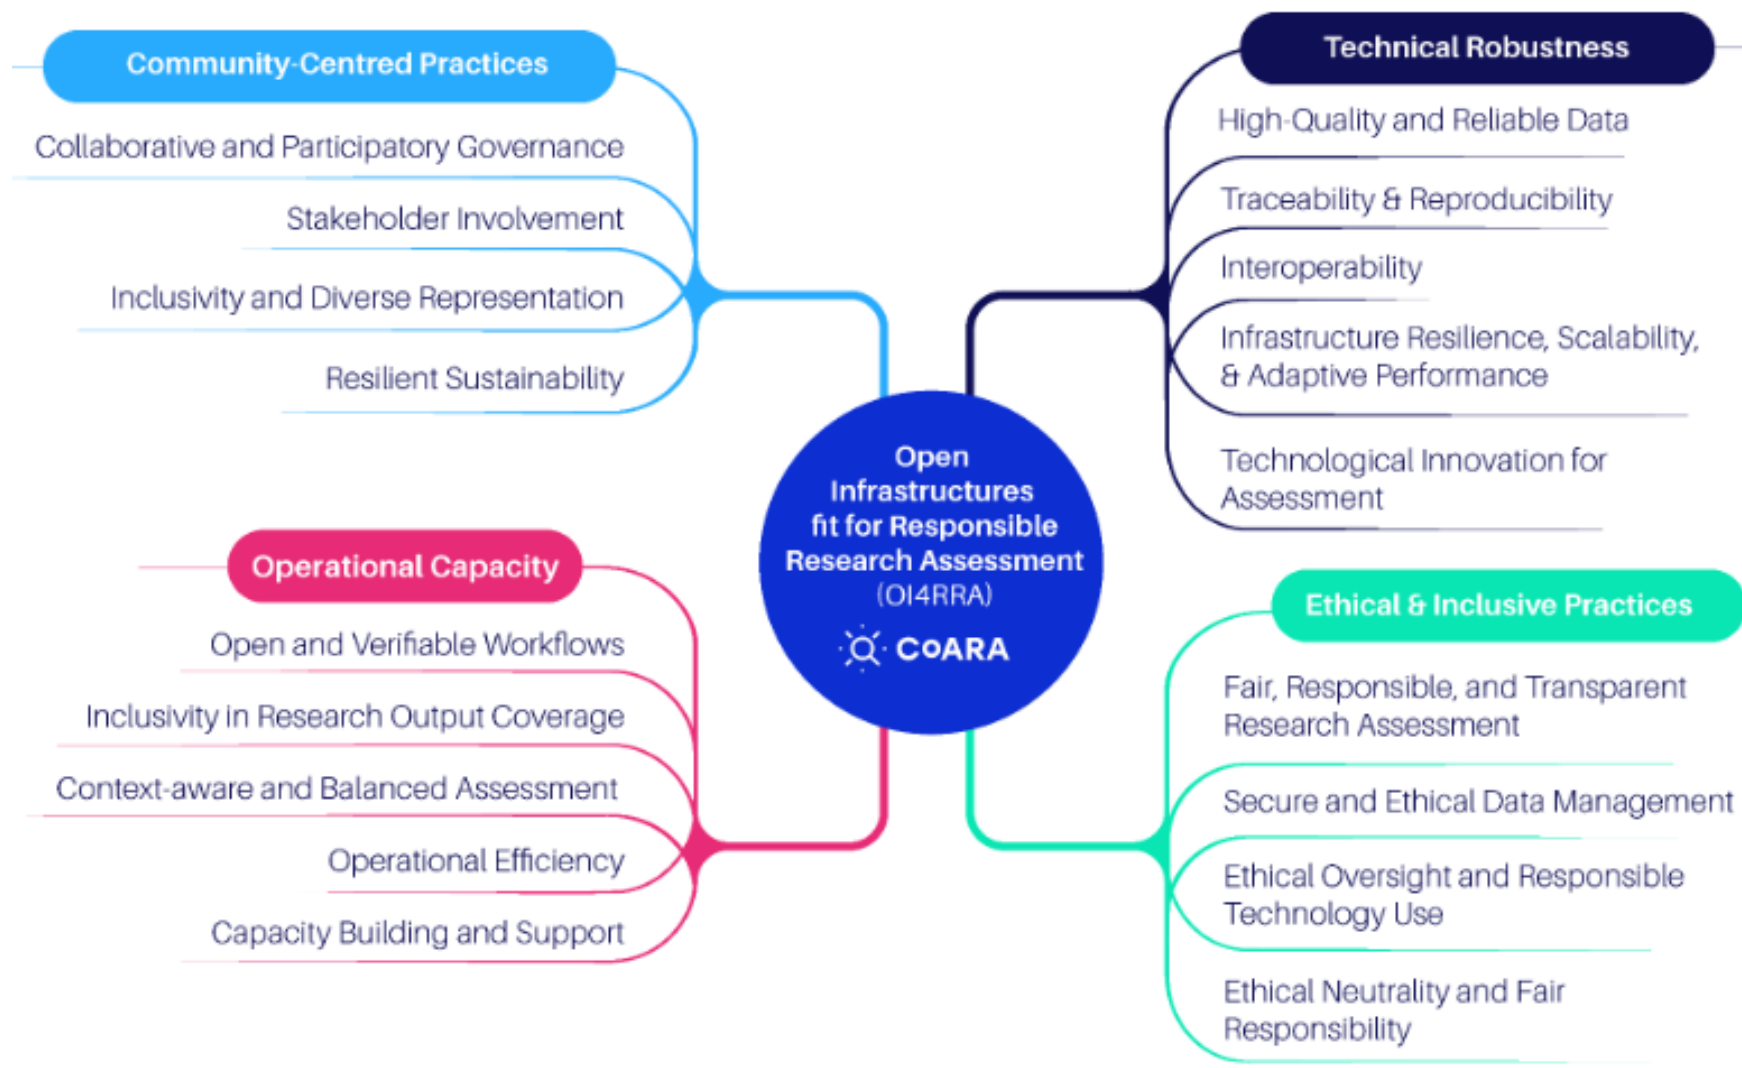 Community-Centred Practices
Collaborative and Participatory Governance
Stakeholder Involvement
Inclusivity and Diverse Representation
Resilient Sustainability
Technical Robustness
High-Quality and Reliable Data
Traceability & Reproducibility
Interoperability
Infrastructure Resilience, Scalability,
& Adaptive Performance
Technological Innovation for
Assessment
Open
Infrastructures
fit for Responsible
Research Assessment
(OI4RRA)
CoARA
Operational Capacity
Open and Verifiable Workflows
Inclusivity in Research Output Coverage
Context-aware and Balanced Assessment
Operational Efficiency
Capacity Building and Support
Ethical & Inclusive Practices
Fair, Responsible, and Transparent
Research Assessment
Secure and Ethical Data Management
Ethical Oversight and Responsible
Technology Use
Ethical Neutrality and Fair
Responsibility